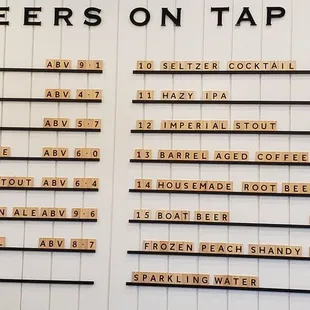 EERS ON TAP
ABV 9.1
ABV 4.7
ABV 5.7
E ABV 6.0
TOUT ABV 6.4
N ALE ABV 9.6
ABV 8.7
10 SELTZER COCKTAIL
11 HAZY IPA
12 IMPERIAL STOUT
13 BARREL AGED COFFEE
14 HOUSEMADE ROOT BEE
15 BOAT BEER
FROZEN PEACH SHANDY
SPARKLING WATER